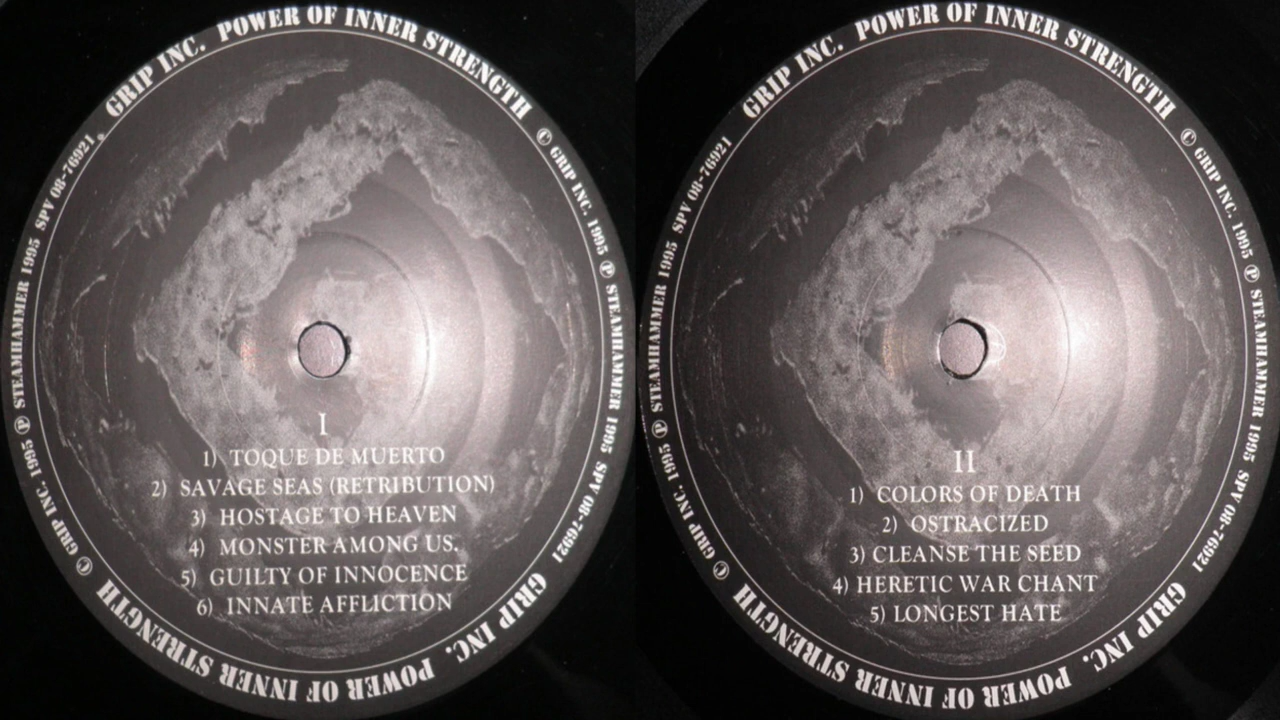 GRIP INC. POWER OF INNER STRENGTH
© GRIP INC. 1995 ℗ STEAMHAMMER 1995 SPV 08-76921
GRIP INC. POWER OF INNER STRENGTH
© GRIP INC. 1995 ℗ STEAMHAMMER 1995 SPV 08-76921
I
1) TOQUE DE MUERTO
2) SAVAGE SEAS (RETRIBUTION)
3) HOSTAGE TO HEAVEN
4) MONSTER AMONG US.
5) GUILTY OF INNOCENCE
6) INNATE AFFLICTION
GRIP INC. POWER OF INNER STRENGTH
© GRIP INC. 1995 ℗ STEAMHAMMER 1995 SPV 08-76921
GRIP INC. POWER OF INNER STRENGTH
© GRIP INC. 1995 ℗ STEAMHAMMER 1995 SPV 08-76921
II
1) COLORS OF DEATH
2) OSTRACIZED
3) CLEANSE THE SEED
4) HERETIC WAR CHANT
5) LONGEST HATE